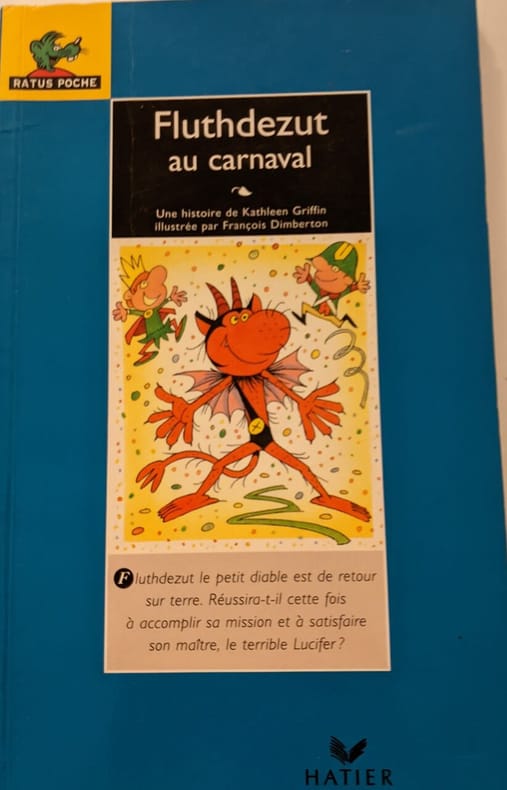 RATUS POCHE
Fluthdezut
au carnaval
Une histoire de Kathleen Griffin
illustrée par François Dimberton
Fluthdezut le petit diable est de retour
sur terre. Réussira-t-il cette fois
à accomplir sa mission et à satisfaire
son maître, le terrible Lucifer ?
HATIER